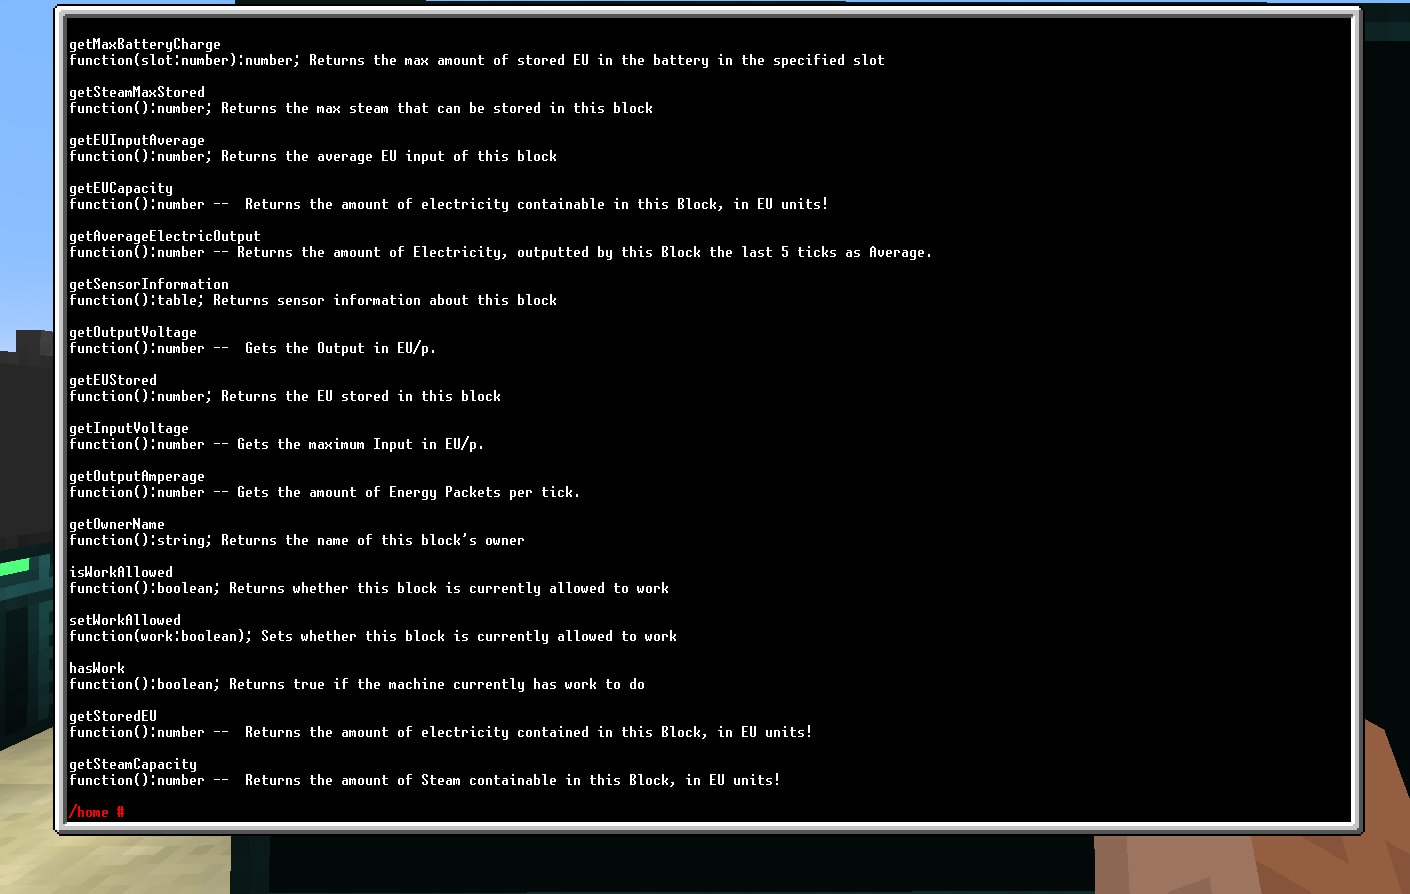 getMaxBatteryCharge
function(slot:number):number; Returns the max amount of stored EU in the battery in the specified slot
getSteamMaxStored
function():number; Returns the max steam that can be stored in this block
getEUInputAverage
function():number; Returns the average EU input of this block
getEUCapacity
function():number --  Returns the amount of electricity containable in this Block, in EU units!
getAverageElectricOutput
function():number -- Returns the amount of Electricity, outputted by this Block the last 5 ticks as Average.
getSensorInformation
function():table; Returns sensor information about this block
getOutputVoltage
function():number --  Gets the Output in EU/p.
getEUStored
function():number; Returns the EU stored in this block
getInputVoltage
function():number -- Gets the maximum Input in EU/p.
getOutputAmperage
function():number -- Gets the amount of Energy Packets per tick.
getOwnerName
function():string; Returns the name of this block's owner
isWorkAllowed
function():boolean; Returns whether this block is currently allowed to work
setWorkAllowed
function(work:boolean); Sets whether this block is currently allowed to work
hasWork
function():boolean; Returns true if the machine currently has work to do
getStoredEU
function():number --  Returns the amount of electricity contained in this Block, in EU units!
getSteamCapacity
function():number --  Returns the amount of Steam containable in this Block, in EU units!
/home #